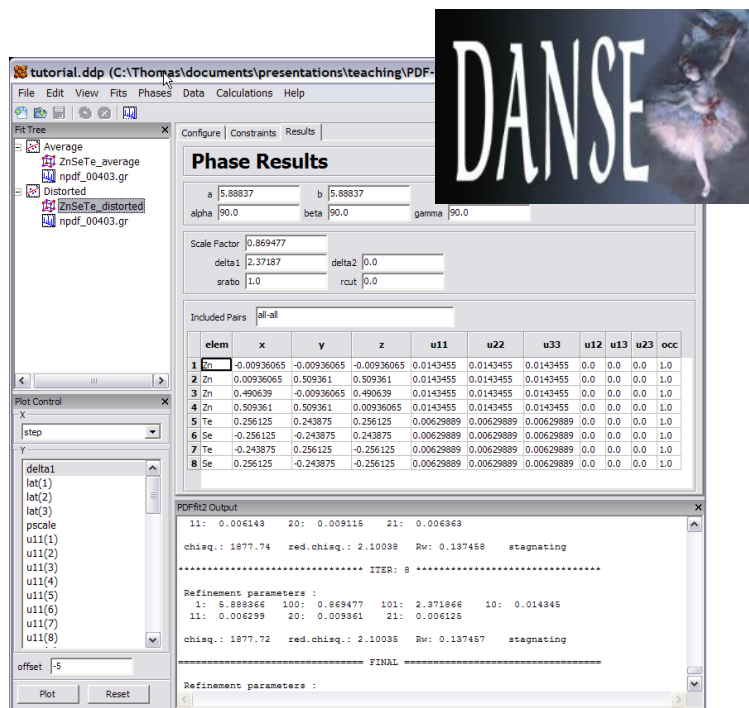 DANSE
tutorial.ddp (C:\Thomas\documents\presentations\teaching\PDF-
File Edit View Fits Phases Data Calculations Help
Fit Tree X
Average
ZnSeTe_average
npdf_00403.gr
Distorted
ZnSeTe_distorted
npdf_00403.gr
Configure Constraints Results
Phase Results
a 5.88837 b 5.88837
alpha 90.0 beta 90.0 gamma 90.0
Scale Factor 0.869477
delta1 2.37187 delta2 0.0
sratio 1.0 rcut 0.0
Included Pairs all-all
elem x y z u11 u22 u33 u12 u13 u23 occ
1 Zn -0.00936065 -0.00936065 -0.00936065 0.0143455 0.0143455 0.0143455 0.0 0.0 0.0 1.0
2 Zn 0.00936065 0.509361 0.509361 0.0143455 0.0143455 0.0143455 0.0 0.0 0.0 1.0
3 Zn 0.490639 -0.00936065 0.490639 0.0143455 0.0143455 0.0143455 0.0 0.0 0.0 1.0
4 Zn 0.509361 0.509361 0.00936065 0.0143455 0.0143455 0.0143455 0.0 0.0 0.0 1.0
5 Te 0.256125 0.243875 0.256125 0.00629889 0.00629889 0.00629889 0.0 0.0 0.0 1.0
6 Se -0.256125 -0.243875 0.243875 0.00629889 0.00629889 0.00629889 0.0 0.0 0.0 1.0
7 Te -0.243875 0.256125 -0.256125 0.00629889 0.00629889 0.00629889 0.0 0.0 0.0 1.0
8 Se 0.256125 -0.243875 -0.256125 0.00629889 0.00629889 0.00629889 0.0 0.0 0.0 1.0
Plot Control X
X
step
Y
delta1
lat(1)
lat(2)
lat(3)
pscale
u11(1)
u11(2)
u11(3)
u11(4)
u11(5)
u11(6)
u11(7)
u11(8)
offset -5
Plot Reset
PDFfit2 Output X
11: 0.006143 20: 0.009115 21: 0.006363
chisq.: 1877.74 red.chisq.: 2.10038 Rw: 0.137458 stagnating
******************************* ITER: 8 *******************************
Refinement parameters :
1: 5.888366 100: 0.869477 101: 2.371866 10: 0.014345
11: 0.006299 20: 0.009361 21: 0.006125
chisq.: 1877.72 red.chisq.: 2.10035 Rw: 0.137457 stagnating
=============================== FINAL =================================
Refinement parameters :